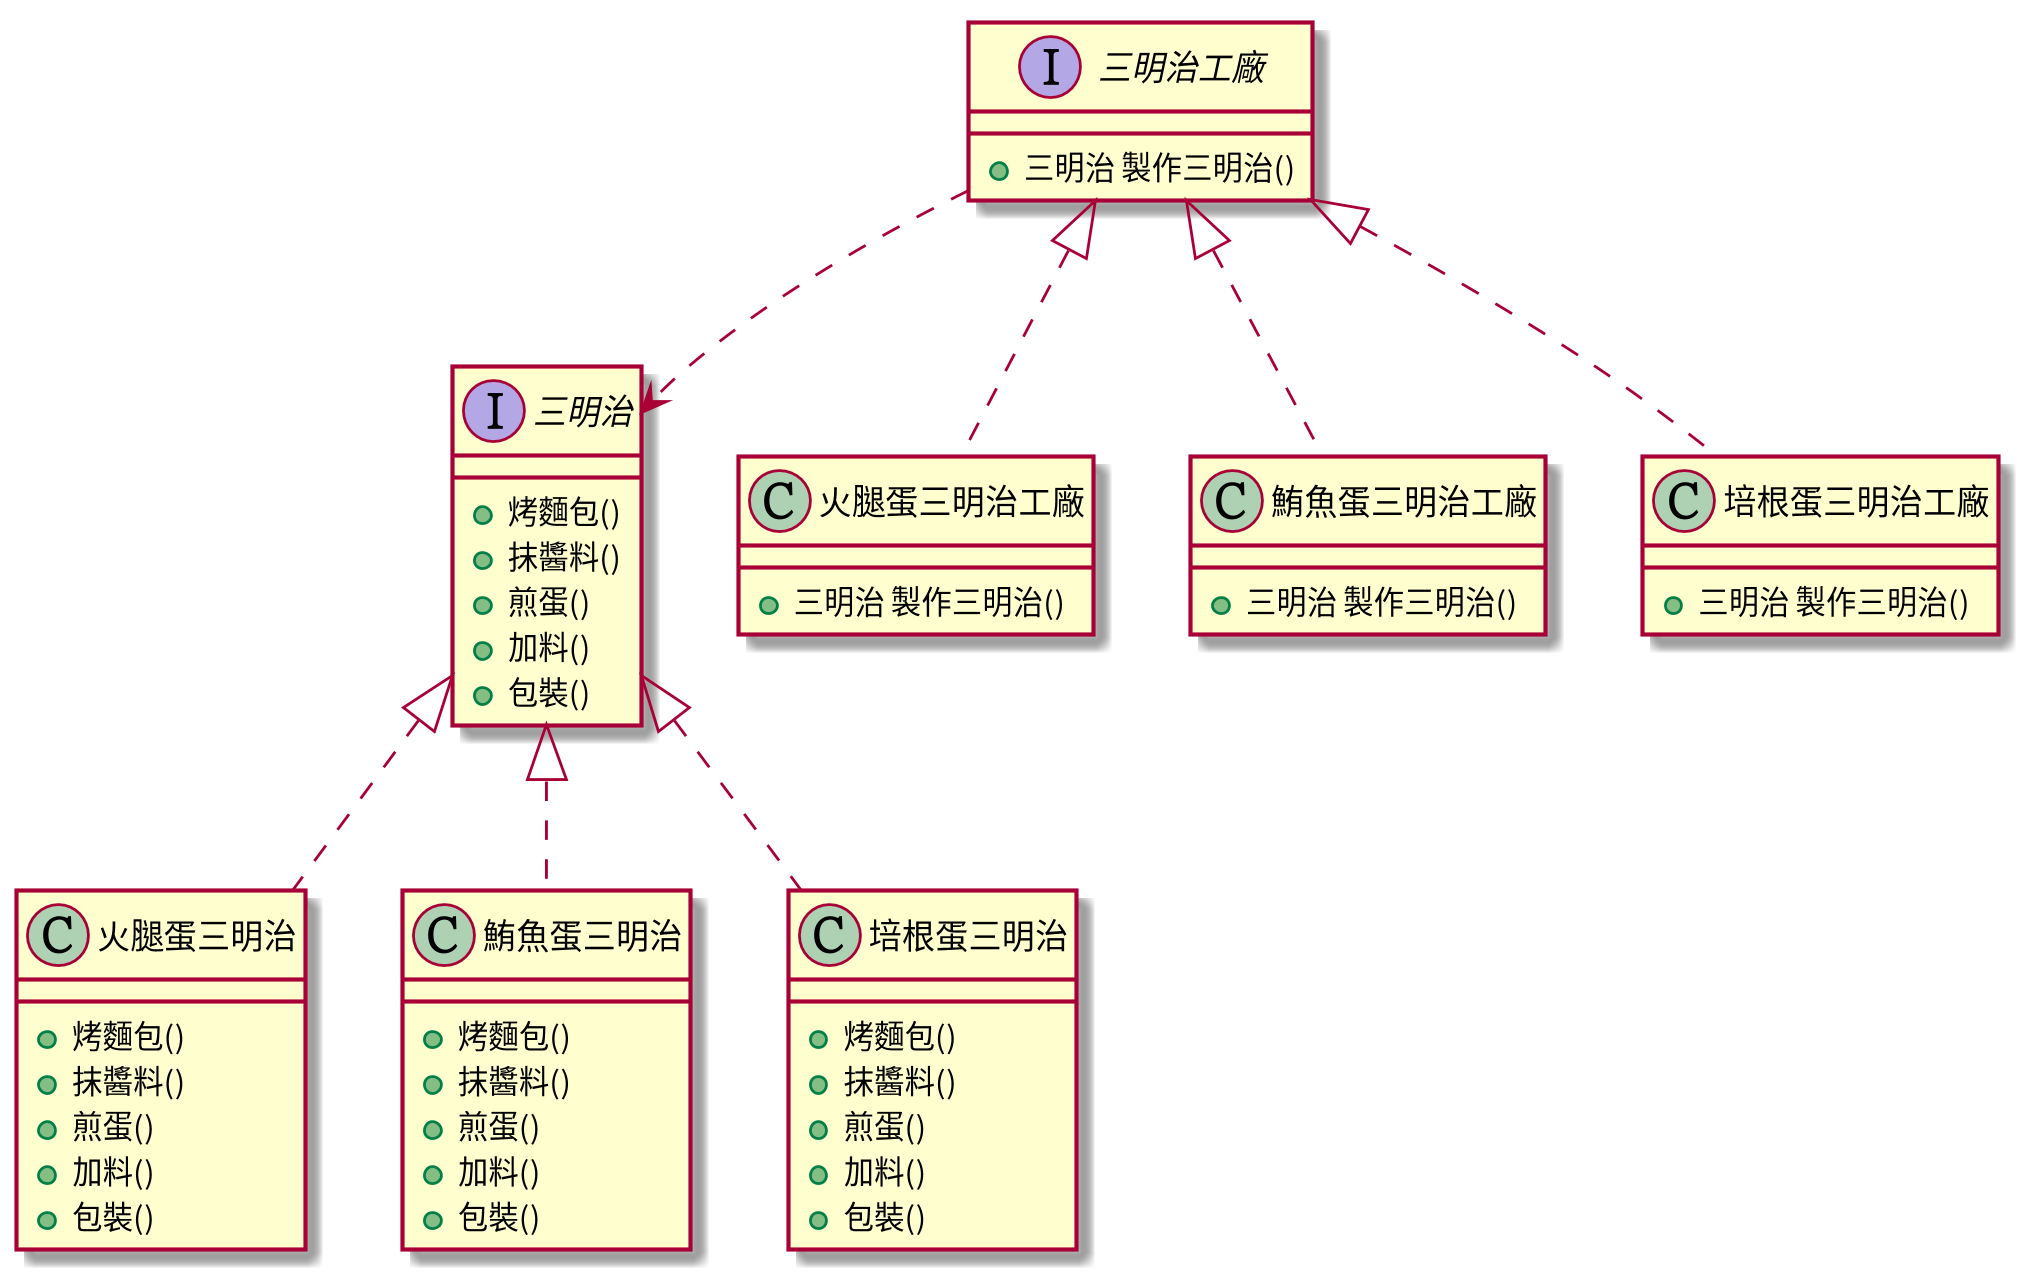 I 三明治工廠
三明治 製作三明治()
I 三明治
烤麵包()
抹醬料()
煎蛋()
加料()
包裝()
C 火腿蛋三明治工廠
三明治 製作三明治()
C 鮪魚蛋三明治工廠
三明治 製作三明治()
C 培根蛋三明治工廠
三明治 製作三明治()
C 火腿蛋三明治
烤麵包()
抹醬料()
煎蛋()
加料()
包裝()
C 鮪魚蛋三明治
烤麵包()
抹醬料()
煎蛋()
加料()
包裝()
C 培根蛋三明治
烤麵包()
抹醬料()
煎蛋()
加料()
包裝()